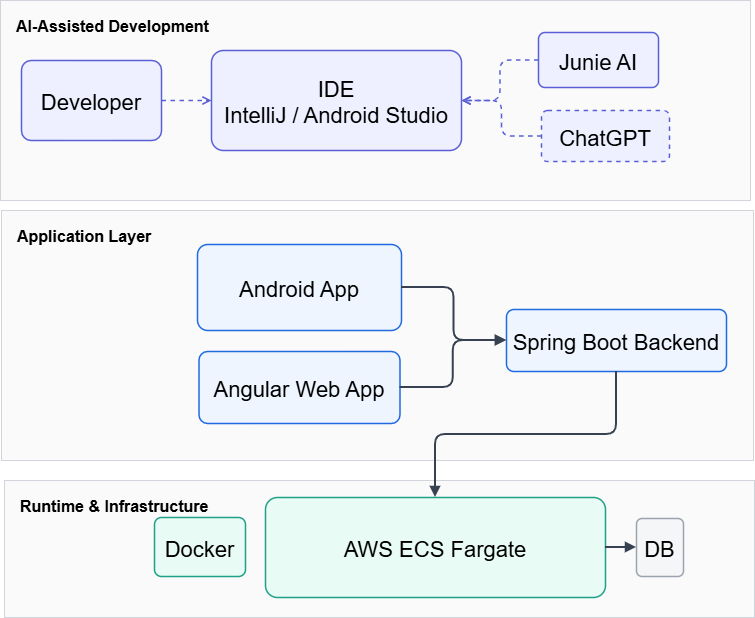 AI-Assisted Development
Developer
IDE
IntelliJ / Android Studio
Junie AI
ChatGPT
Application Layer
Android App
Angular Web App
Spring Boot Backend
Runtime & Infrastructure
Docker
AWS ECS Fargate
DB